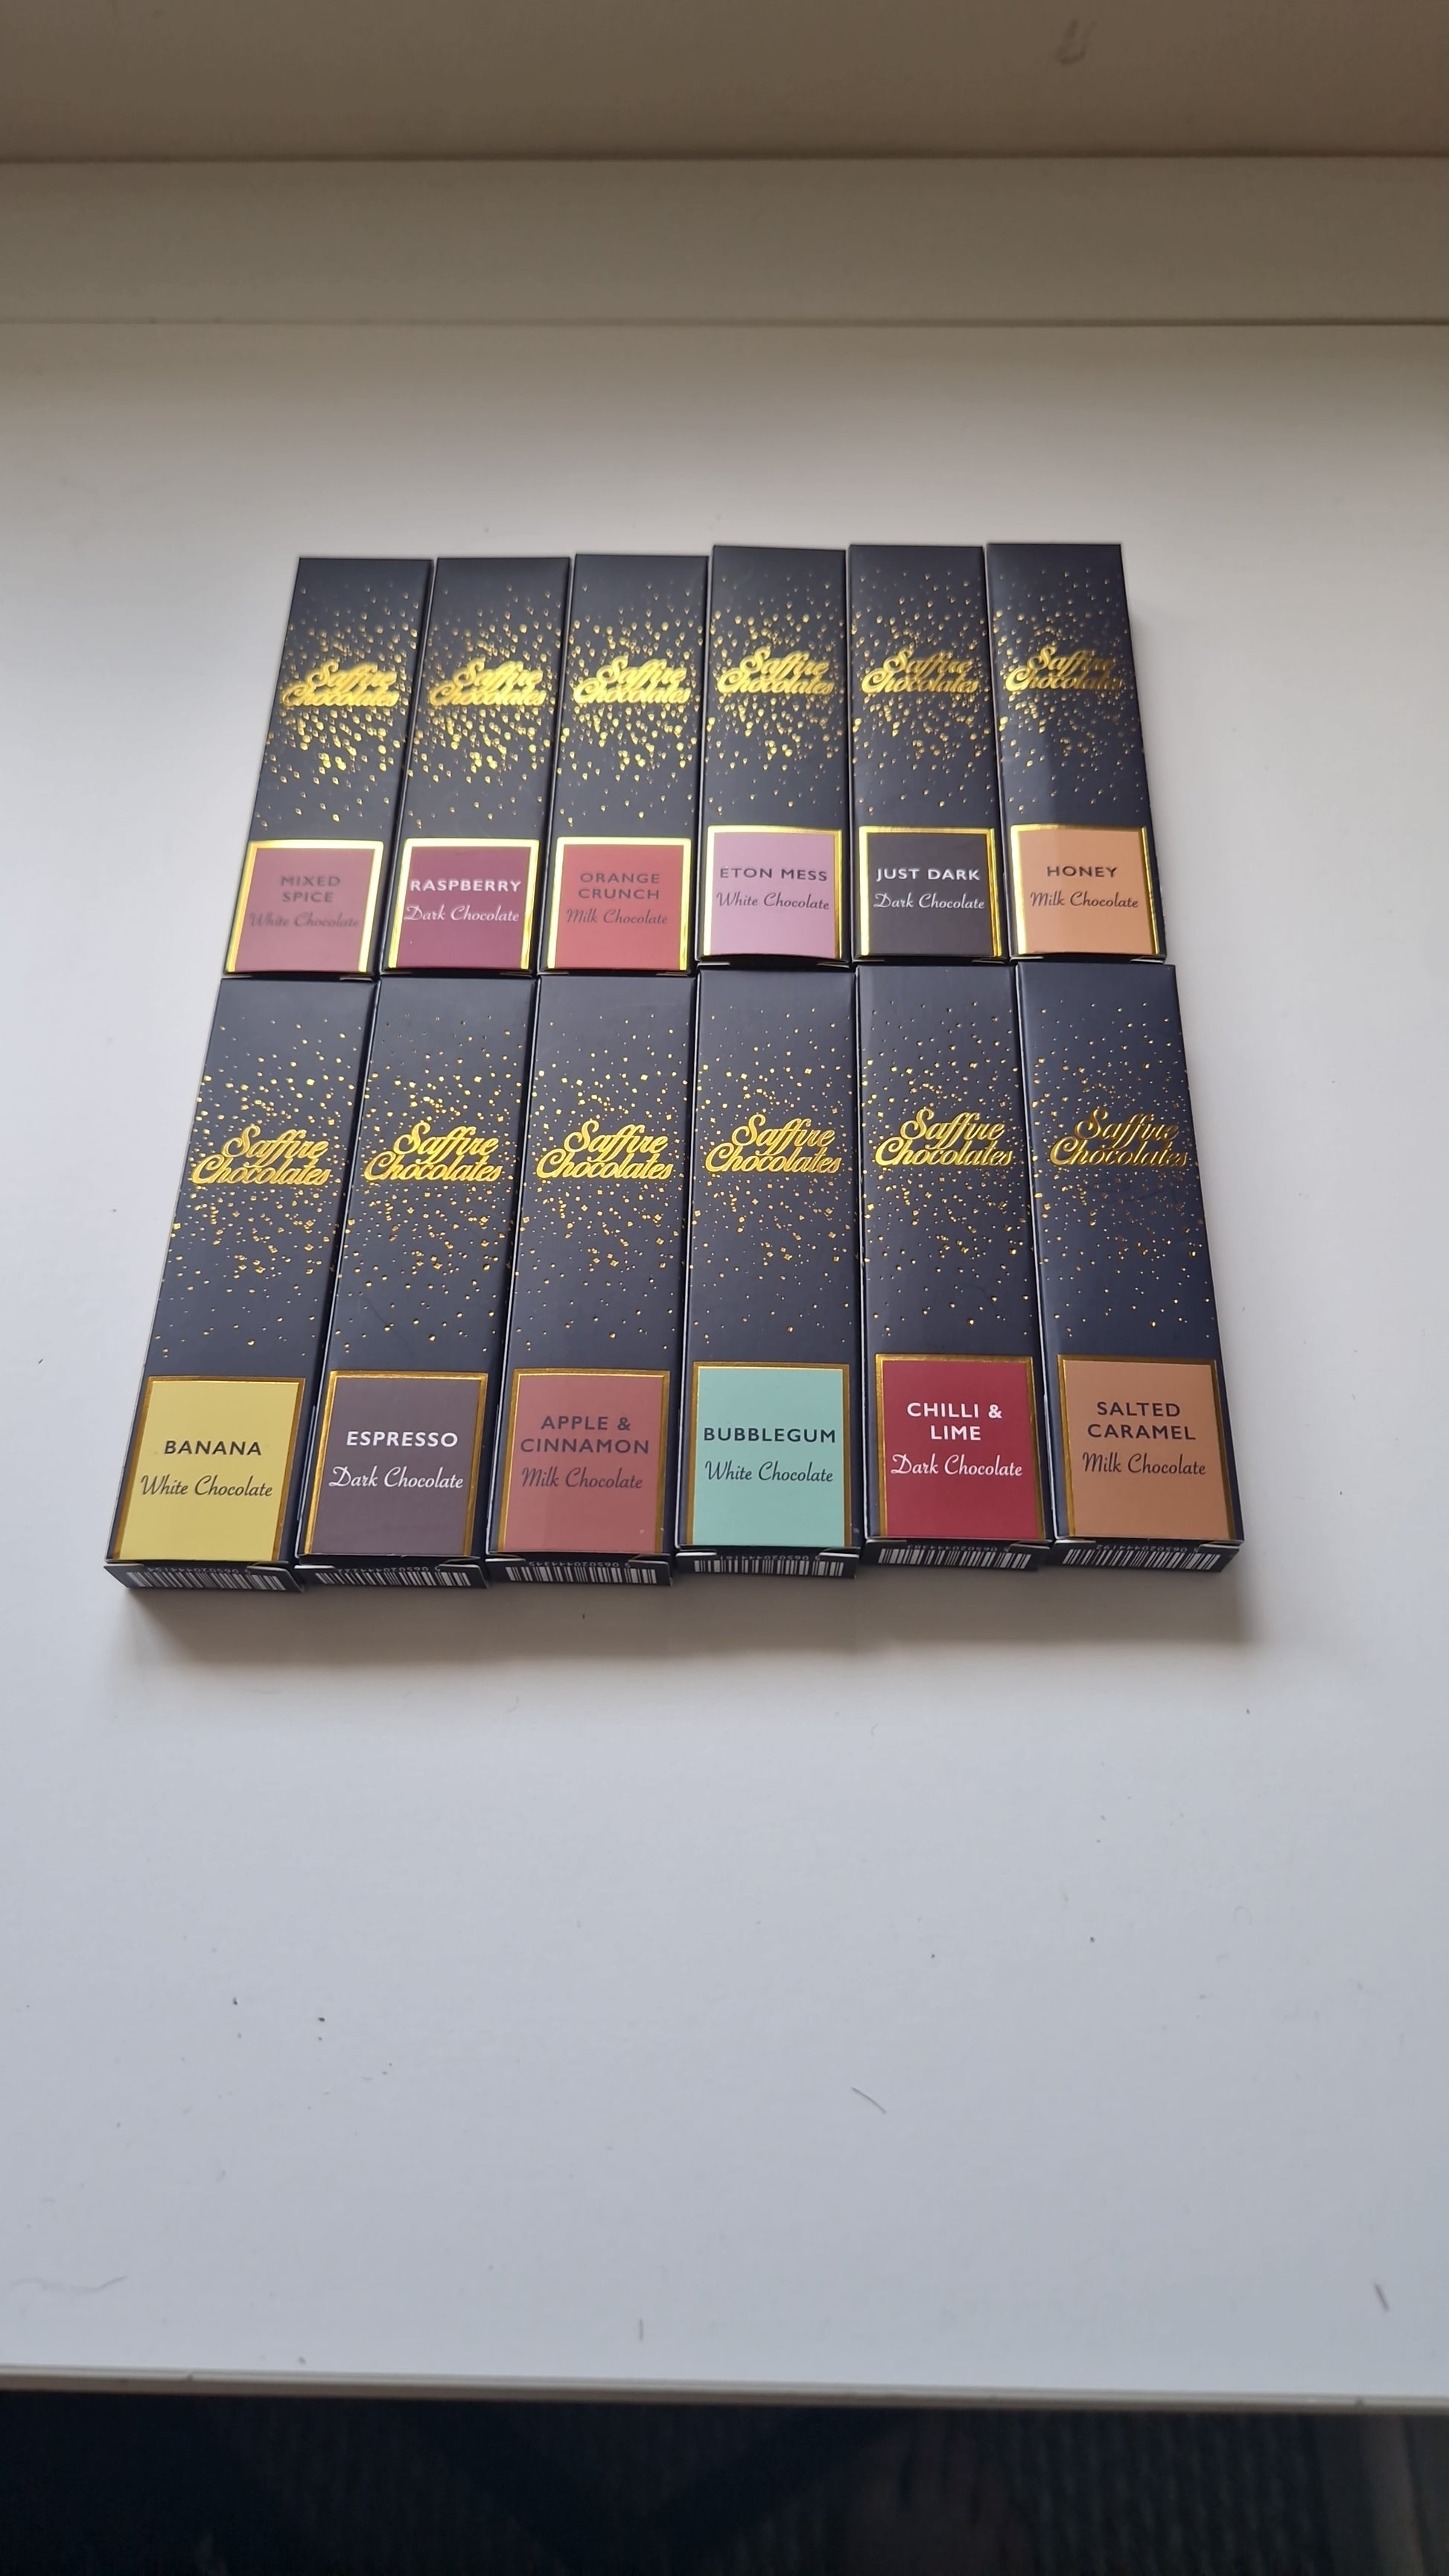 Saffire
Chocolates
MIXED
SPICE
White Chocolate
Saffire
Chocolates
RASPBERRY
Dark Chocolate
Saffire
Chocolates
ORANGE
CRUNCH
Milk Chocolate
Saffire
Chocolates
ETON MESS
White Chocolate
Saffire
Chocolates
JUST DARK
Dark Chocolate
Saffire
Chocolates
HONEY
Milk Chocolate
Saffire
Chocolates
BANANA
White Chocolate
Saffire
Chocolates
ESPRESSO
Dark Chocolate
Saffire
Chocolates
APPLE &
CINNAMON
Milk Chocolate
Saffire
Chocolates
BUBBLEGUM
White Chocolate
Saffire
Chocolates
CHILLI &
LIME
Dark Chocolate
Saffire
Chocolates
SALTED
CARAMEL
Milk Chocolate